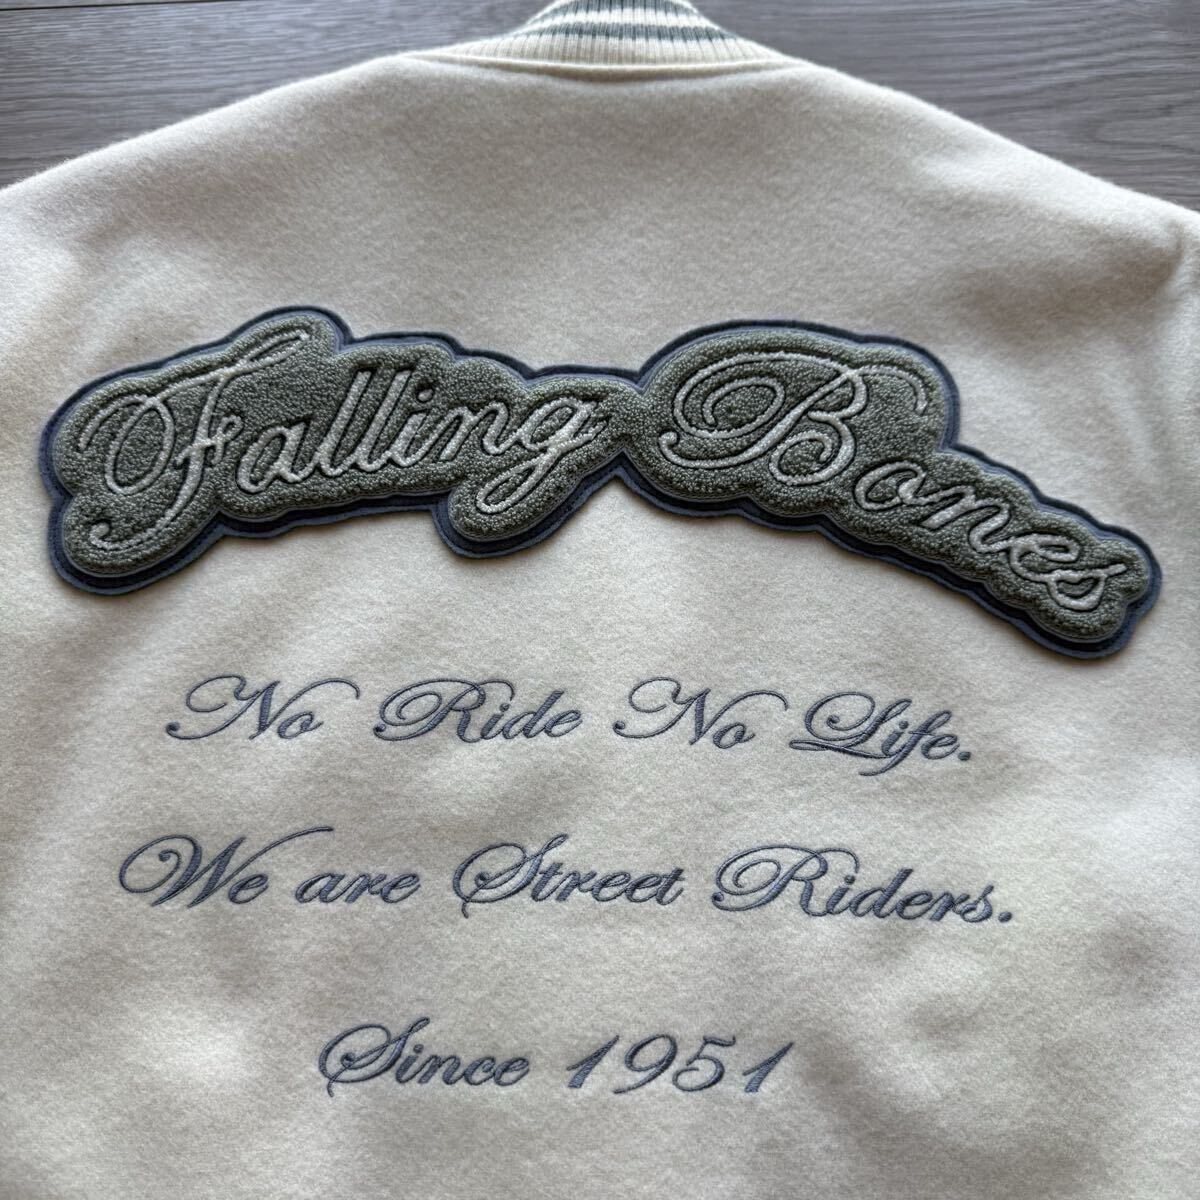 Falling Bones
No Ride No Life.
We are Street Riders.
Since 1951